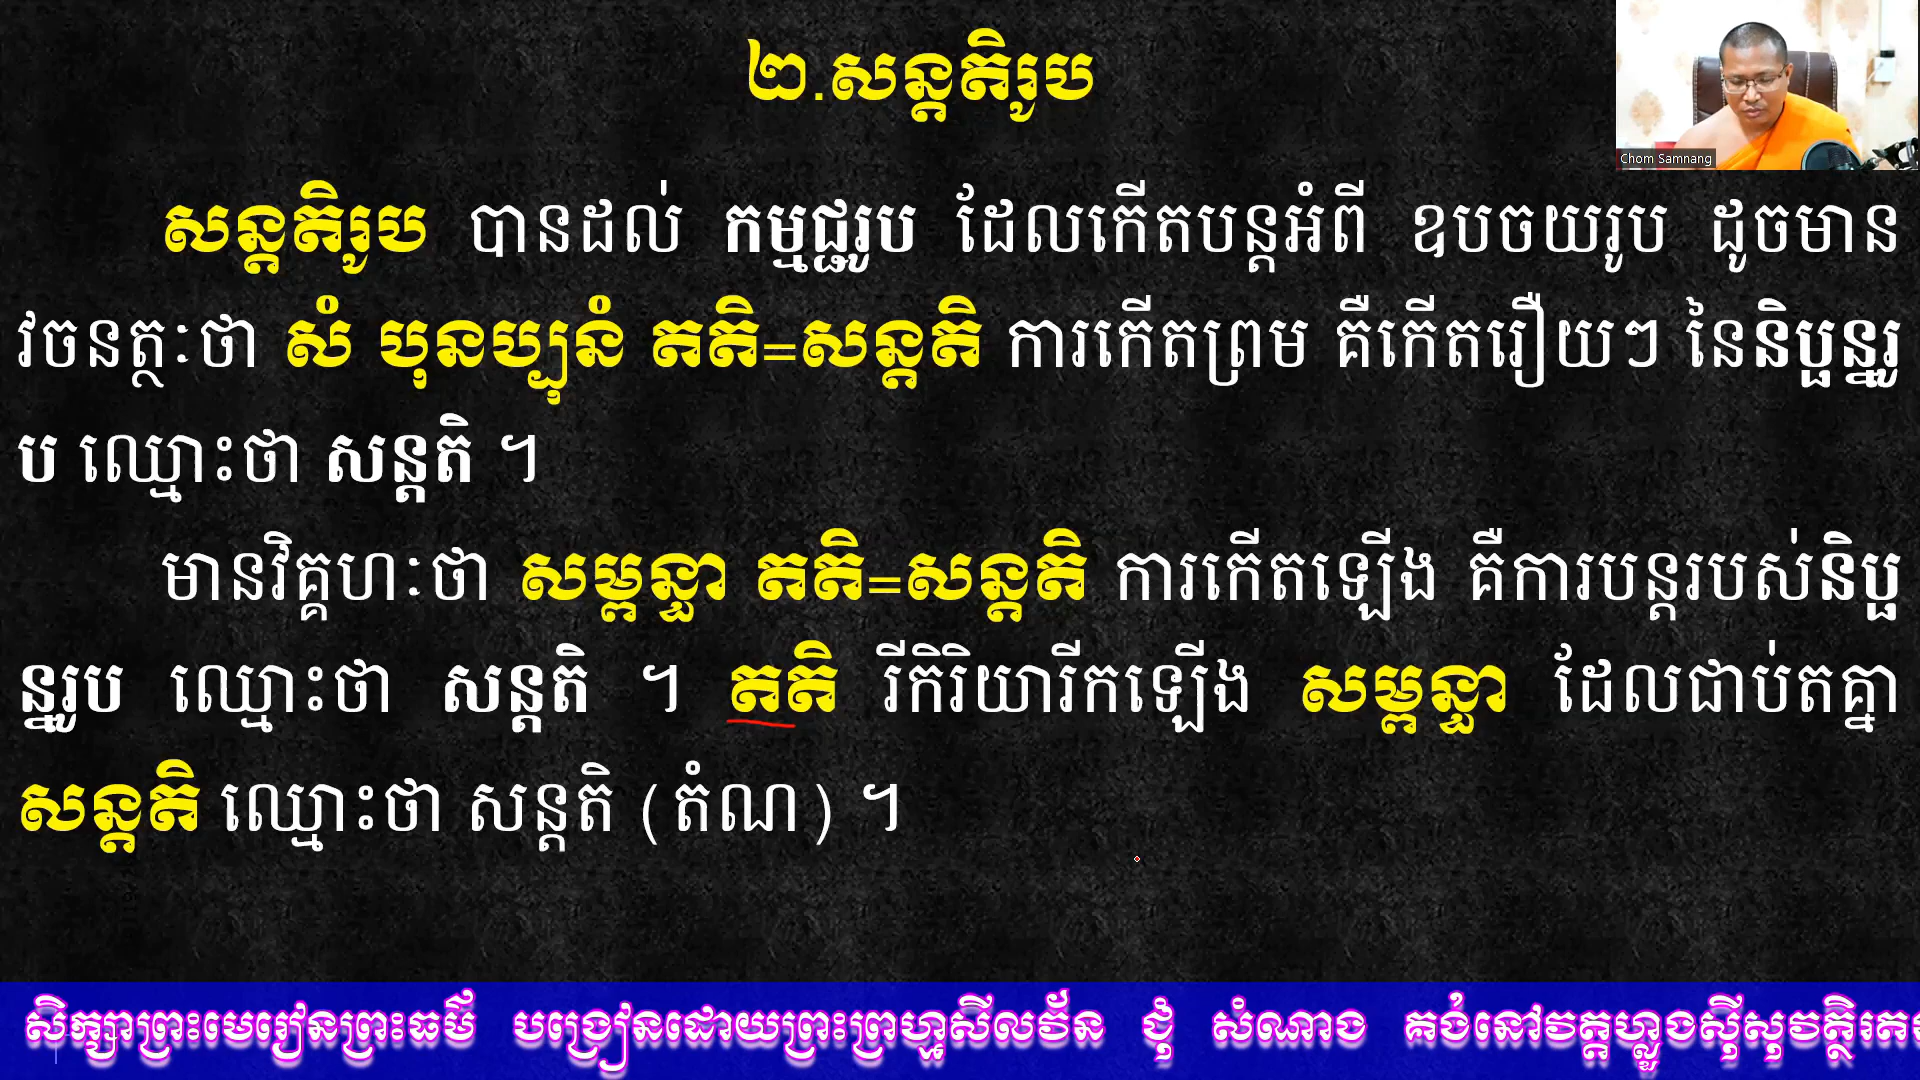 ២.សន្តតិរូប
Chom Samnang
សន្តតិរូប បានដល់ កម្មជ្ជរូប ដែលកើតបន្តអំពី ឧបចយរូប ដូចមាន
វចនត្ថៈថា សំ បុនប្បុនំ តតិ=សន្តតិ ការកើតព្រម គឺកើតរឿយៗ នៃនិប្ផន្នរូ
ប ឈ្មោះថា សន្តតិ ។
មានវិគ្គហៈថា សម្ពន្ធា តតិ=សន្តតិ ការកើតឡើង គឺការបន្តរបស់និប្ផ
ន្នរូប ឈ្មោះថា សន្តតិ ។ តតិ រីកិរិយារីកឡើង សម្ពន្ធា ដែលជាប់តគ្នា
សន្តតិ ឈ្មោះថា សន្តតិ (តំណ) ។
សិក្សាព្រះមេរៀនព្រះធម៌ បង្រៀនដោយព្រះព្រហ្មសីលវ័ន ជុំ សំណាង គង់នៅវត្តហ្លួងស៊ីសុវត្ថិរត